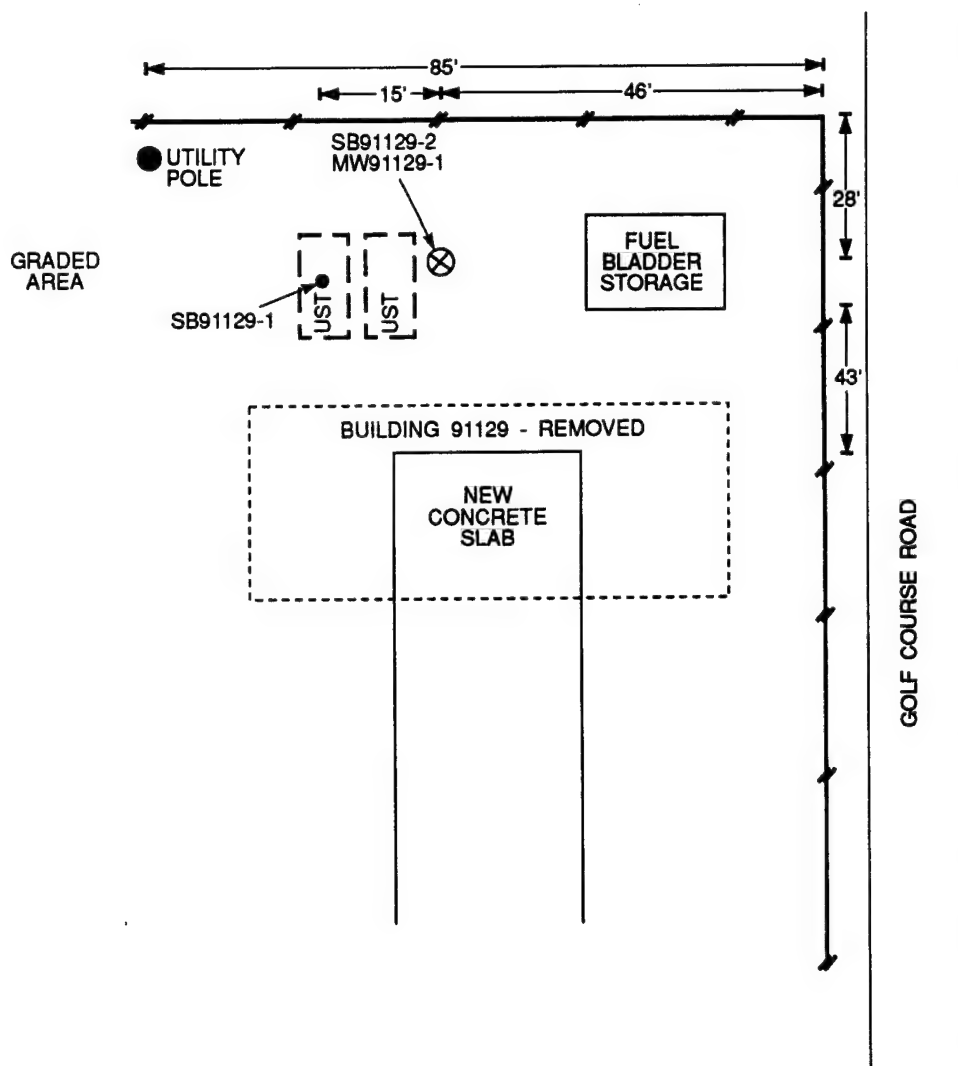 85'
15'
46'
SB91129-2
MW91129-1
UTILITY
POLE
28'
GRADED
AREA
FUEL
BLADDER
STORAGE
UST
UST
SB91129-1
43'
BUILDING 91129 - REMOVED
NEW
CONCRETE
SLAB
GOLF COURSE ROAD